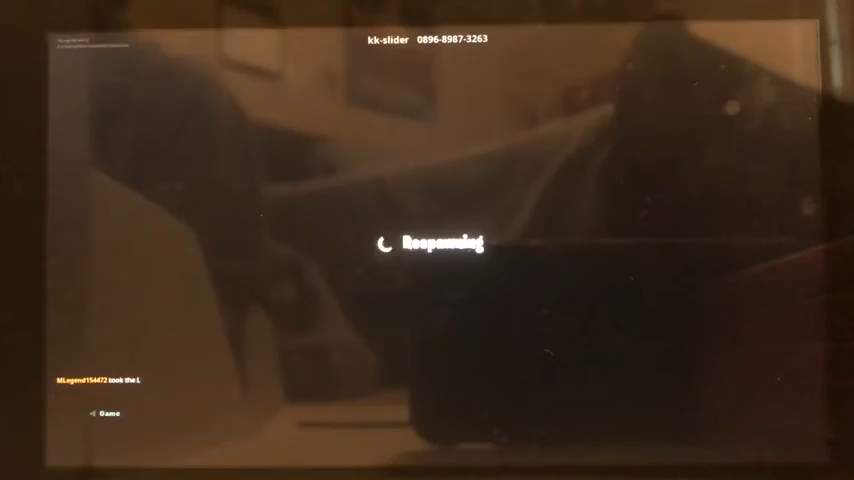 kk-slider 0896-8987-3263
Respawning
MLegend154472 took the L
Game